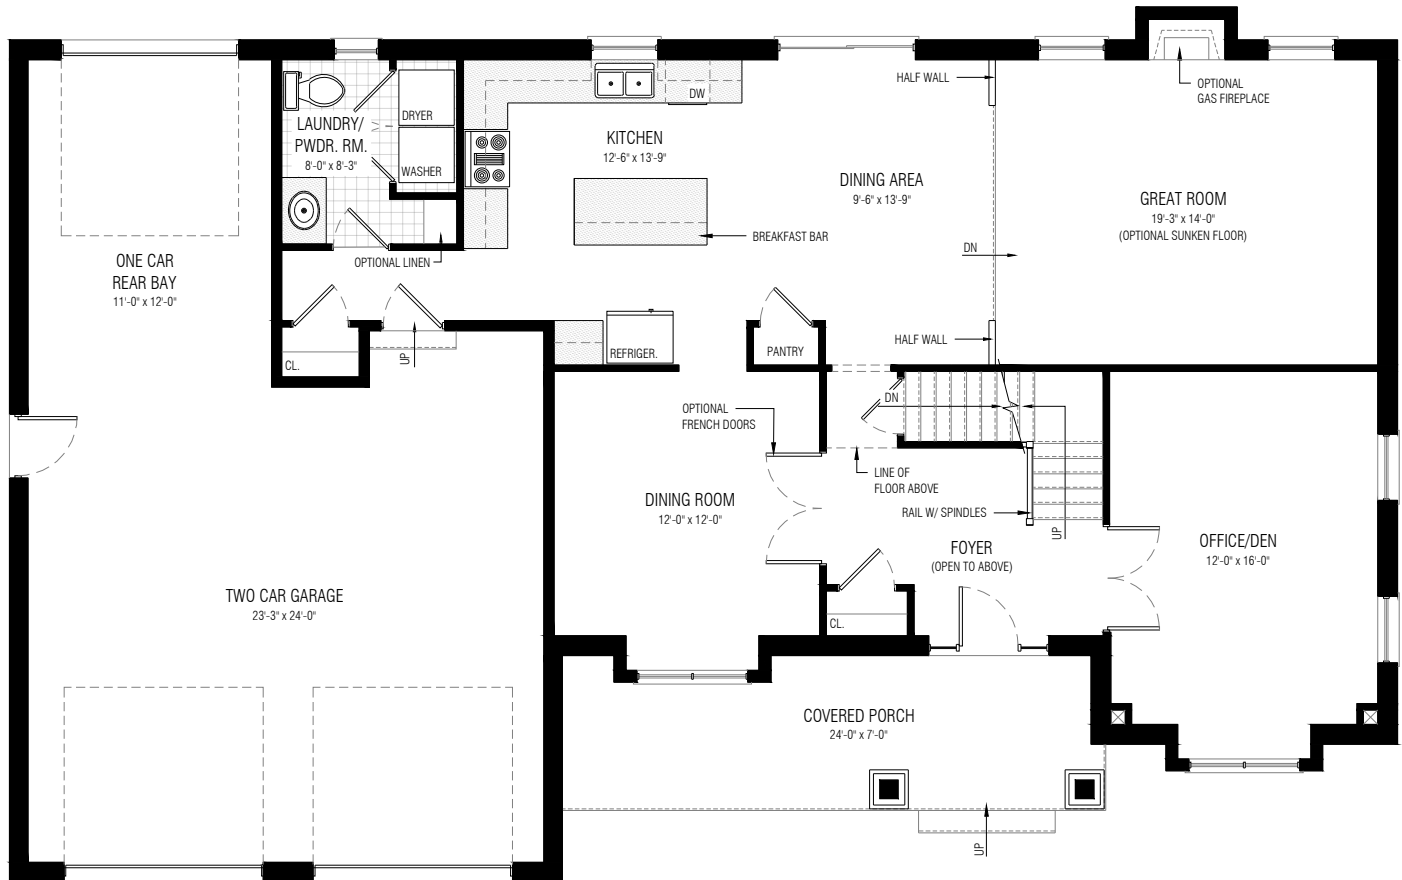 HALF WALL
OPTIONAL
GAS FIREPLACE
DW
DRYER
LAUNDRY/
PWDR. RM.
8'-0" x 8'-3"
WASHER
KITCHEN
12'-6" x 13'-9"
DINING AREA
9'-6" x 13'-9"
GREAT ROOM
19'-3" x 14'-0"
(OPTIONAL SUNKEN FLOOR)
BREAKFAST BAR
DN
OPTIONAL LINEN
ONE CAR
REAR BAY
11'-0" x 12'-0"
HALF WALL
CL.
UP
REFRIGER.
PANTRY
OPTIONAL
FRENCH DOORS
DN
LINE OF
FLOOR ABOVE
DINING ROOM
12'-0" x 12'-0"
RAIL W/ SPINDLES
UP
FOYER
(OPEN TO ABOVE)
OFFICE/DEN
12'-0" x 16'-0"
TWO CAR GARAGE
23'-3" x 24'-0"
CL.
COVERED PORCH
24'-0" x 7'-0"
UP